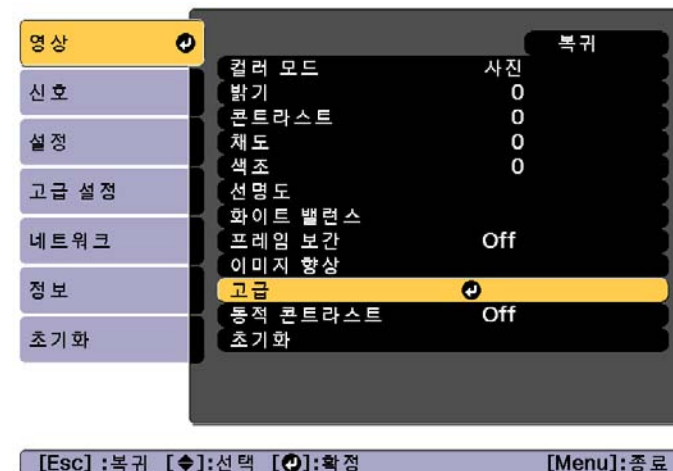 영상
신호
설정
고급 설정
네트워크
정보
초기화
복귀
컬러 모드 사진
밝기 0
콘트라스트 0
채도 0
색조 0
선명도
화이트 밸런스
프레임 보간 Off
이미지 향상
고급
동적 콘트라스트 Off
초기화
[Esc] :복귀 [◆]:선택 [↵]:확정 [Menu]:종료